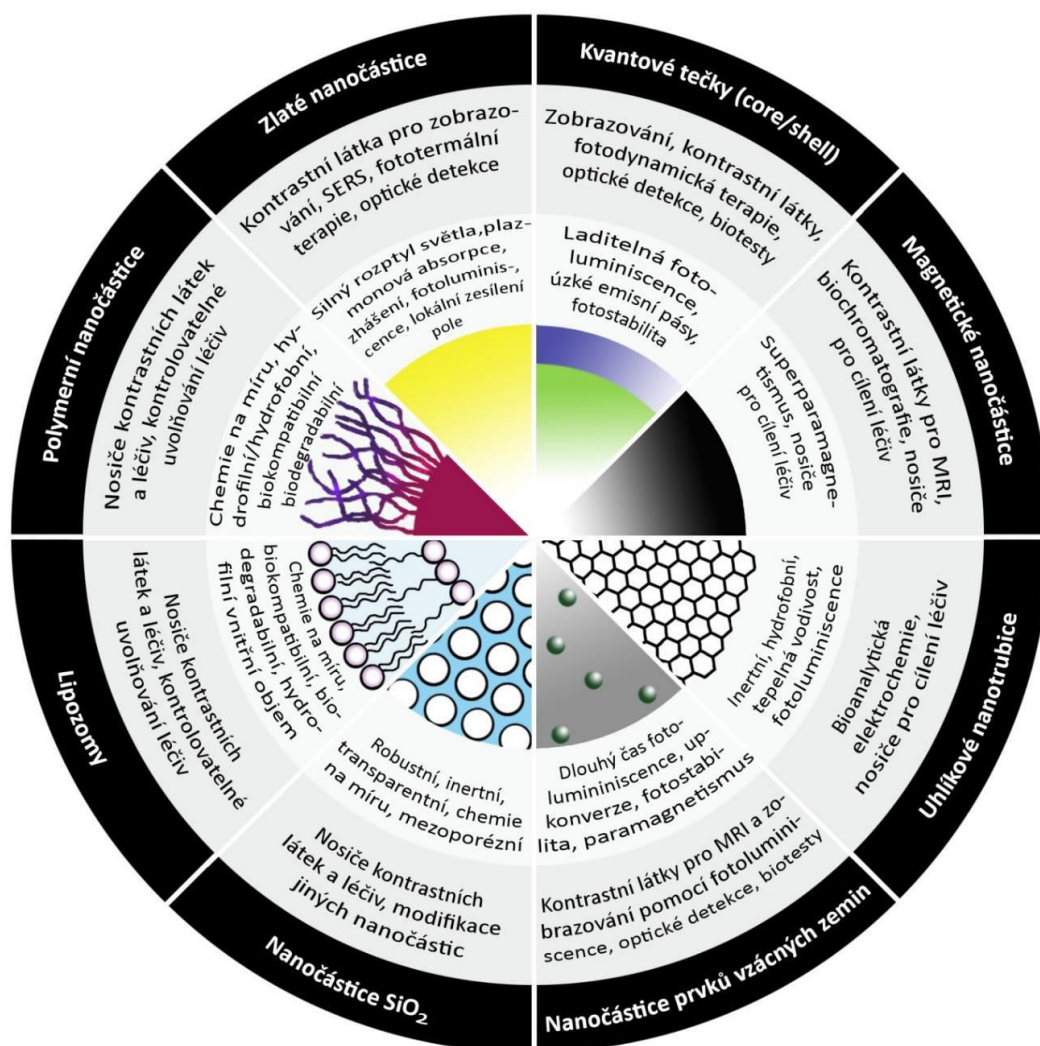 Zlaté nanočástice
Kontrastní látka pro zobrazo-
vání, SERS, fototermální
terapie, optické detekce
Silný rozptyl světla,plaz-
monová absorpce,
zhášení, fotoluminis-,
cence, lokální zesílení
pole
Kvantové tečky (core/shell)
Zobrazování, kontrastní látky,
fotodynamická terapie,
optické detekce, biotesty
Laditelná foto-
luminiscence,
úzké emisní pásy,
fotostabilita
Magnetické nanočástice
Kontrastní látky pro MRI,
biochromatografie, nosiče
pro cílení léčiv
Superparamagne-
tismus, nosiče
pro cílení léčiv
Uhlíkové nanotrubice
Bioanalytická
elektrochemie,
nosiče pro cílení léčiv
Inertní, hydrofobní,
tepelná vodivost,
fotoluminiscence
Nanočástice prvků vzácných zemin
Dlouhý čas foto-
lumininiscence, up-
konverze, fotostabi-
lita, paramagnetismus
Kontrastní látky pro MRI a zo-
brazování pomocí fotolumini-
scence, optické detekce, biotesty
Nanočástice SiO₂
Robustní, inertní,
transparentní, chemie
na míru, mezoporézní
Nosiče kontrastních
látek a léčiv, modifikace
jiných nanočástic
Lipozomy
Chemie na míru,
biokompatibilní, bio-
degradabilní, hydro-
filní vnitřní objem
Nosiče kontrastních
látek a léčiv, kontrolovatelné
uvolňování léčiv
Polymerní nanočástice
Nosiče kontrastních látek
a léčiv, kontrolovatelné
uvolňování léčiv
Chemie na míru, hy-
drofilní/hydrofobní,
biokompatibilní
biodegradabilní